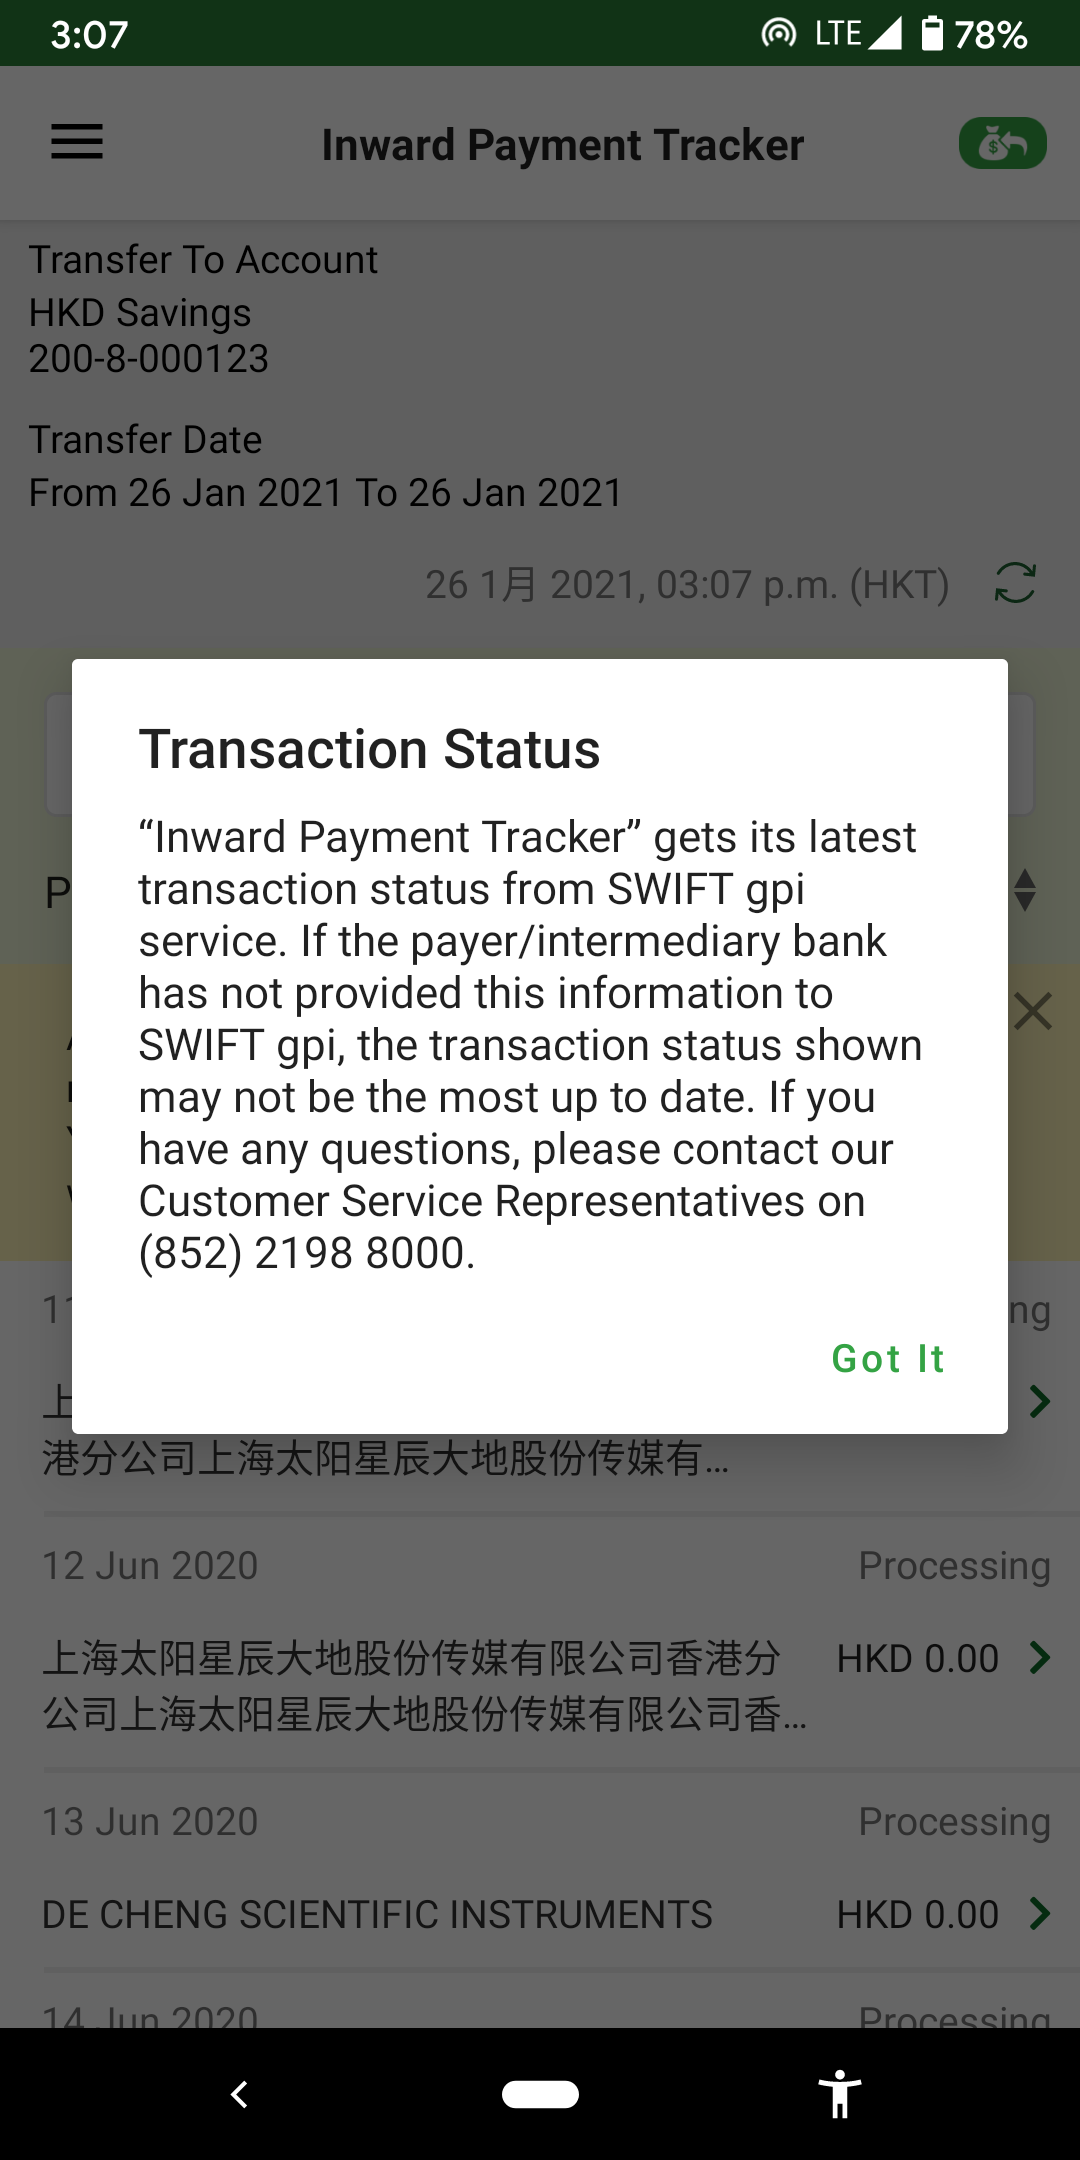 3:07
LTE
78%
Inward Payment Tracker
Transfer To Account
HKD Savings
200-8-000123
Transfer Date
From 26 Jan 2021 To 26 Jan 2021
26 1月 2021, 03:07 p.m. (HKT)
Transaction Status
“Inward Payment Tracker” gets its latest
transaction status from SWIFT gpi
service. If the payer/intermediary bank
has not provided this information to
SWIFT gpi, the transaction status shown
may not be the most up to date. If you
have any questions, please contact our
Customer Service Representatives on
(852) 2198 8000.
Got It
港分公司上海太阳星辰大地股份传媒有...
12 Jun 2020 Processing
上海太阳星辰大地股份传媒有限公司香港分 HKD 0.00
公司上海太阳星辰大地股份传媒有限公司香...
13 Jun 2020 Processing
DE CHENG SCIENTIFIC INSTRUMENTS HKD 0.00
14 Jun 2020 Processing